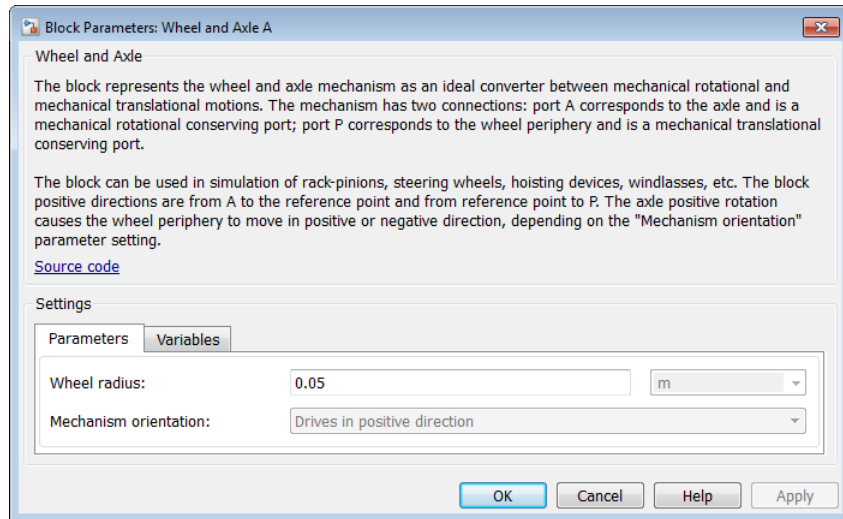 Block Parameters: Wheel and Axle A
Wheel and Axle
The block represents the wheel and axle mechanism as an ideal converter between mechanical rotational and
mechanical translational motions. The mechanism has two connections: port A corresponds to the axle and is a
mechanical rotational conserving port; port P corresponds to the wheel periphery and is a mechanical translational
conserving port.
The block can be used in simulation of rack-pinions, steering wheels, hoisting devices, windlasses, etc. The block
positive directions are from A to the reference point and from reference point to P. The axle positive rotation
causes the wheel periphery to move in positive or negative direction, depending on the "Mechanism orientation"
parameter setting.
Source code
Settings
Parameters Variables
Wheel radius: 0.05 m
Mechanism orientation: Drives in positive direction
OK Cancel Help Apply